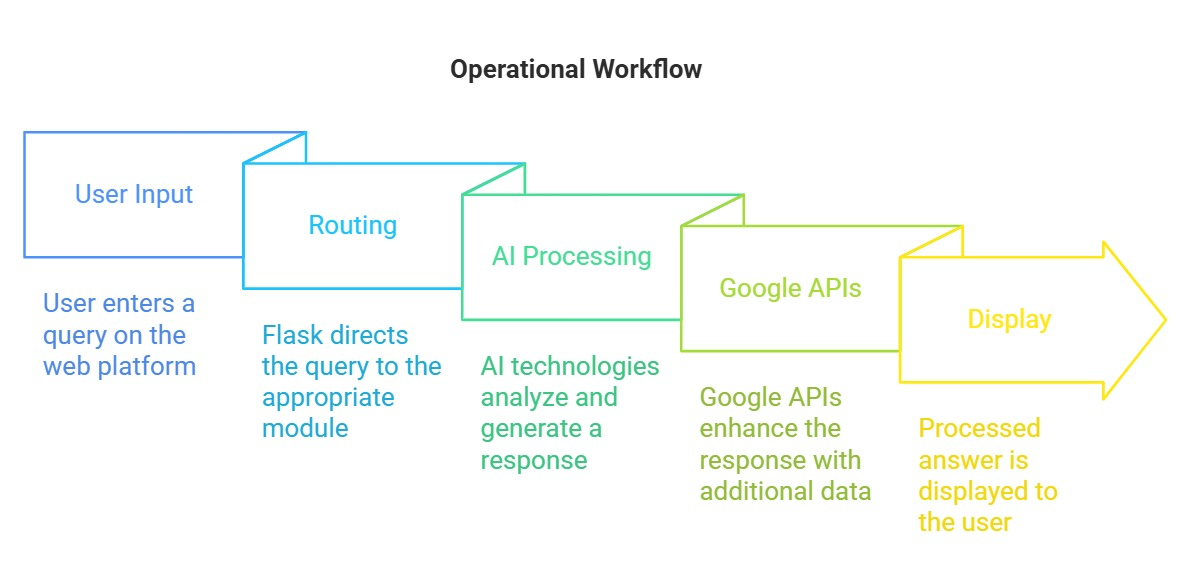 Operational Workflow
User Input
User enters a
query on the
web platform
Routing
Flask directs
the query to the
appropriate
module
AI Processing
AI technologies
analyze and
generate a
response
Google APIs
Google APIs
enhance the
response with
additional data
Display
Processed
answer is
displayed to
the user